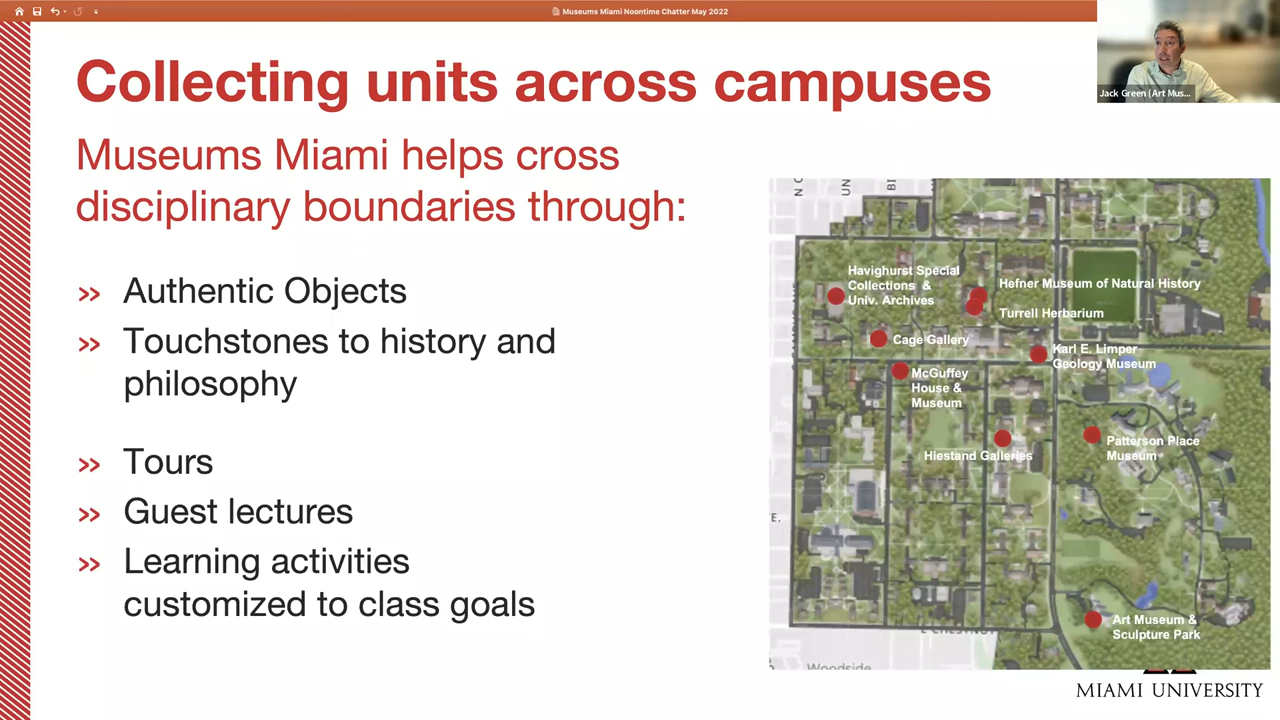 Museums Miami Noontime Chatter May 2022
Jack Green (Art Mus...
Collecting units across campuses
Museums Miami helps cross
disciplinary boundaries through:
» Authentic Objects
» Touchstones to history and
philosophy
» Tours
» Guest lectures
» Learning activities
customized to class goals
N C
UN
BI
Havighurst Special
Collections &
Univ. Archives
Hefner Museum of Natural History
Turrell Herbarium
Cage Gallery
Karl E. Limper
Geology Museum
McGuffey
House &
Museum
Patterson Place
Museum
Hiestand Galleries
E.
Art Museum &
Sculpture Park
E CHESTNUT
Woodside
MIAMI UNIVERSITY